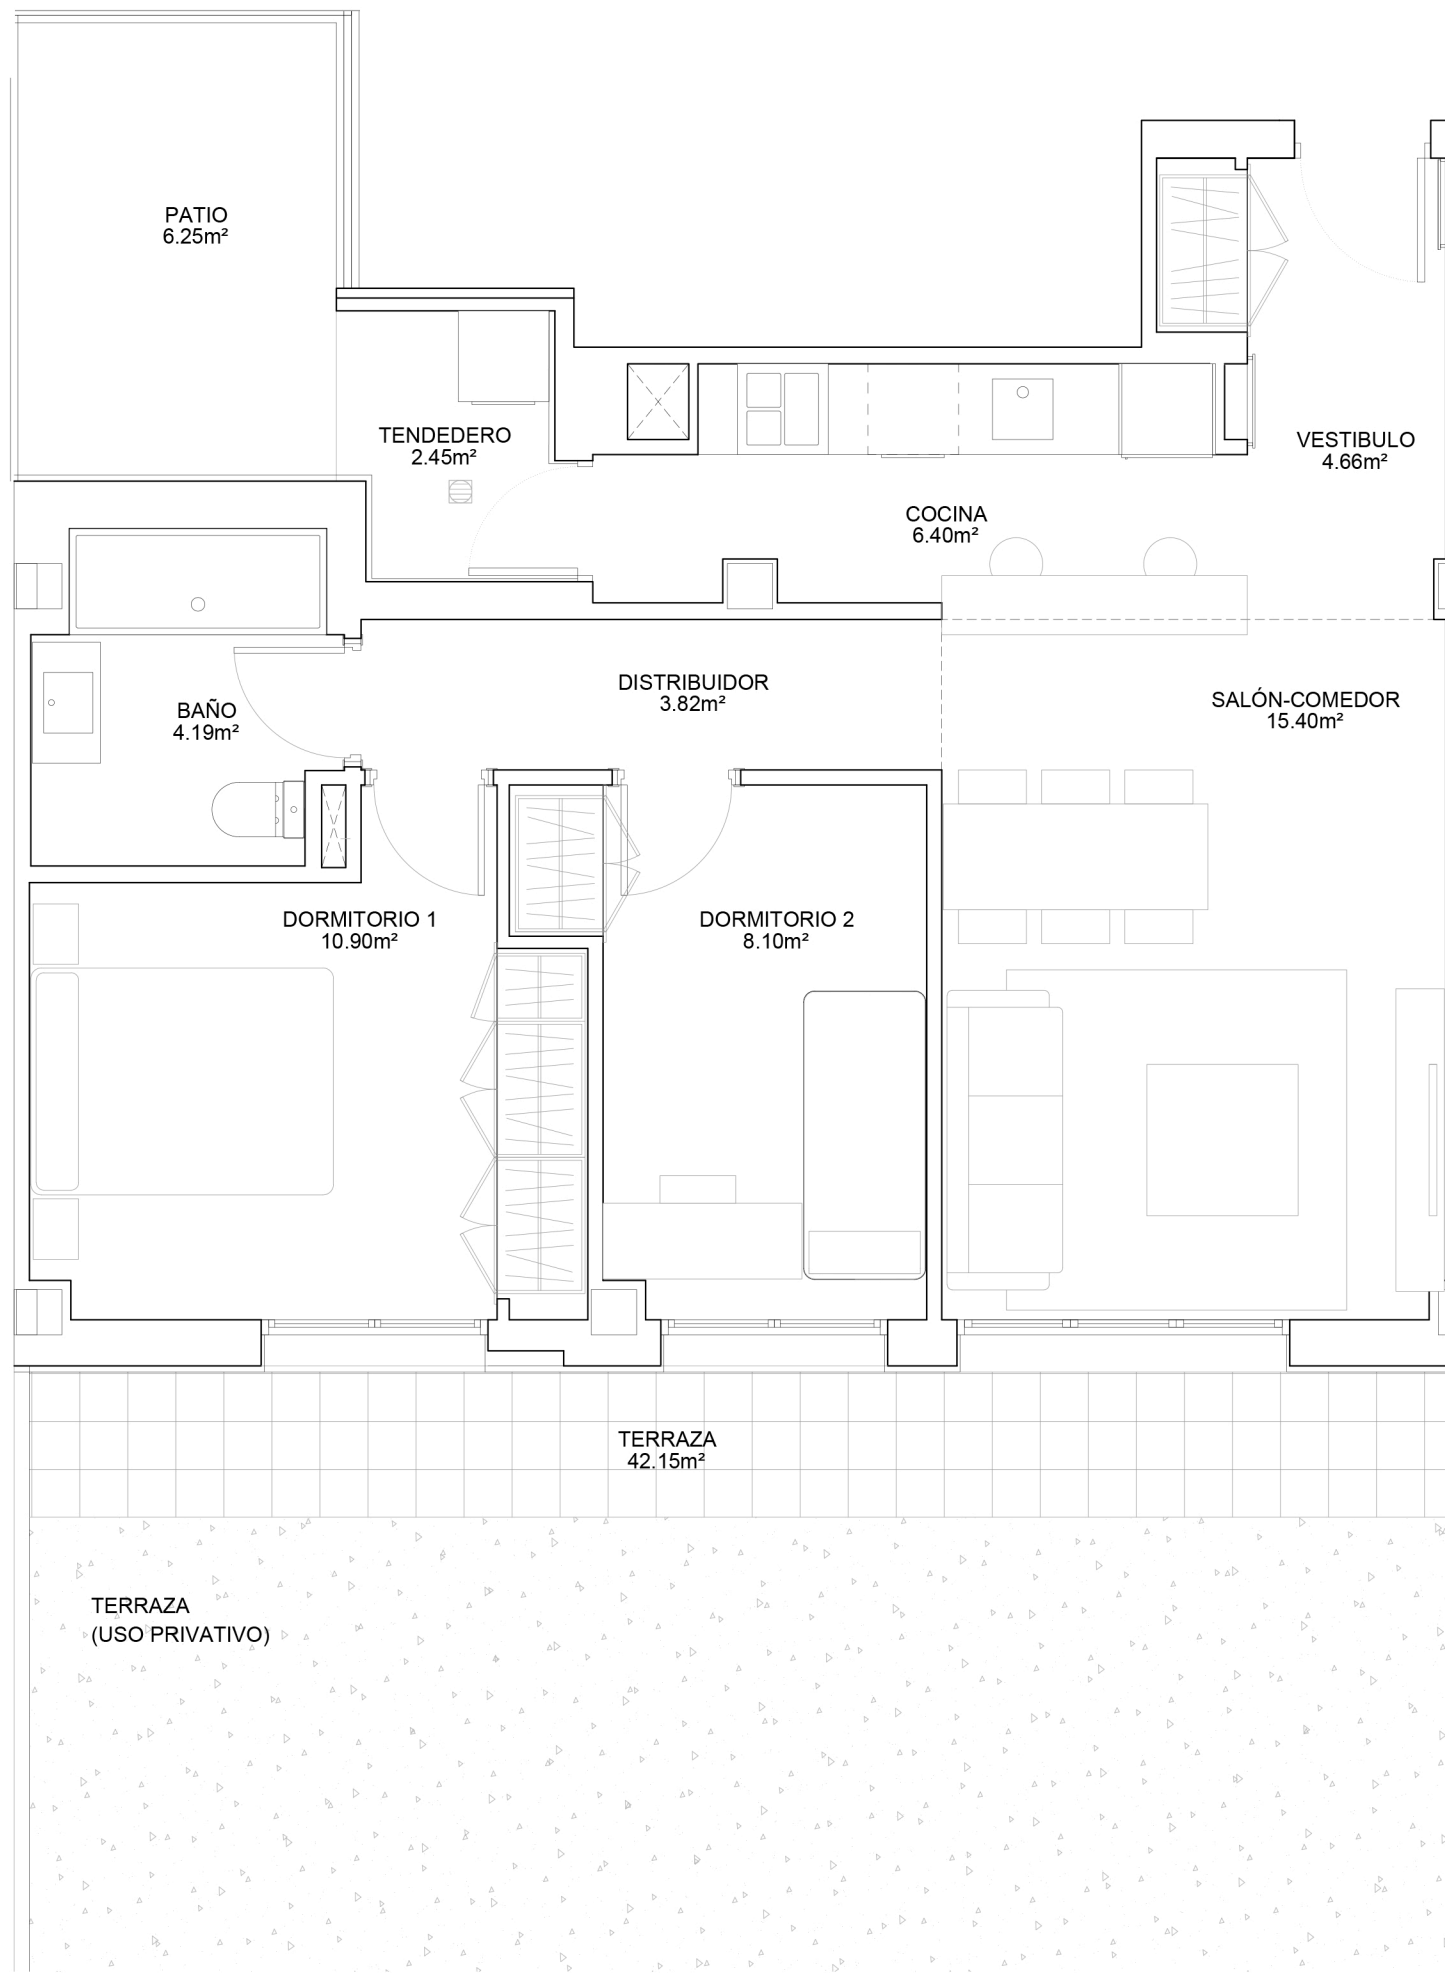 PATIO
6.25m²
TENDEDERO
2.45m²
VESTIBULO
4.66m²
COCINA
6.40m²
DISTRIBUIDOR
3.82m²
SALÓN-COMEDOR
15.40m²
BAÑO
4.19m²
DORMITORIO 1
10.90m²
DORMITORIO 2
8.10m²
TERRAZA
42.15m²
TERRAZA
(USO PRIVATIVO)